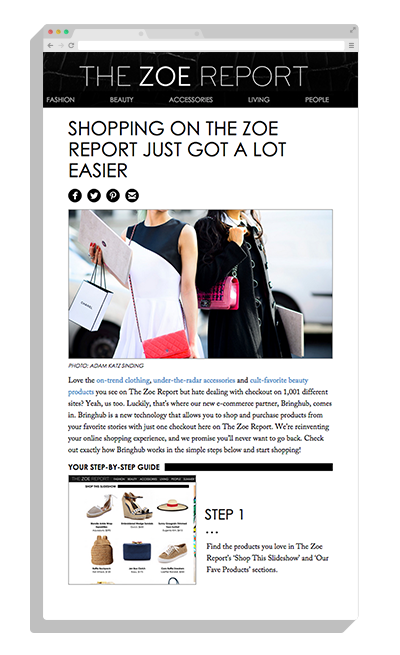 THE ZOE REPORT
FASHION BEAUTY ACCESSORIES LIVING PEOPLE
SHOPPING ON THE ZOE
REPORT JUST GOT A LOT
EASIER
CHANEL
PHOTO: ADAM KATZ SINDING
Love the on-trend clothing, under-the-radar accessories and cult-favorite beauty
products you see on The Zoe Report but hate dealing with checkout on 1,001 different
sites? Yeah, us too. Luckily, that's where our new e-commerce partner, Bringhub, comes
in. Bringhub is a new technology that allows you to shop and purchase products from
your favorite stories with just one checkout here on The Zoe Report. We're reinventing
your online shopping experience, and we promise you'll never want to go back. Check
out exactly how Bringhub works in the simple steps below and start shopping!
YOUR STEP-BY-STEP GUIDE
THE ZOE REPORT FASHION BEAUTY ACCESSORIES LIVING PEOPLE
SHOP THIS SLIDESHOW
STEP 1
...
Find the products you love in The Zoe
Report's 'Shop This Slideshow' and 'Our
Fave Products' sections.